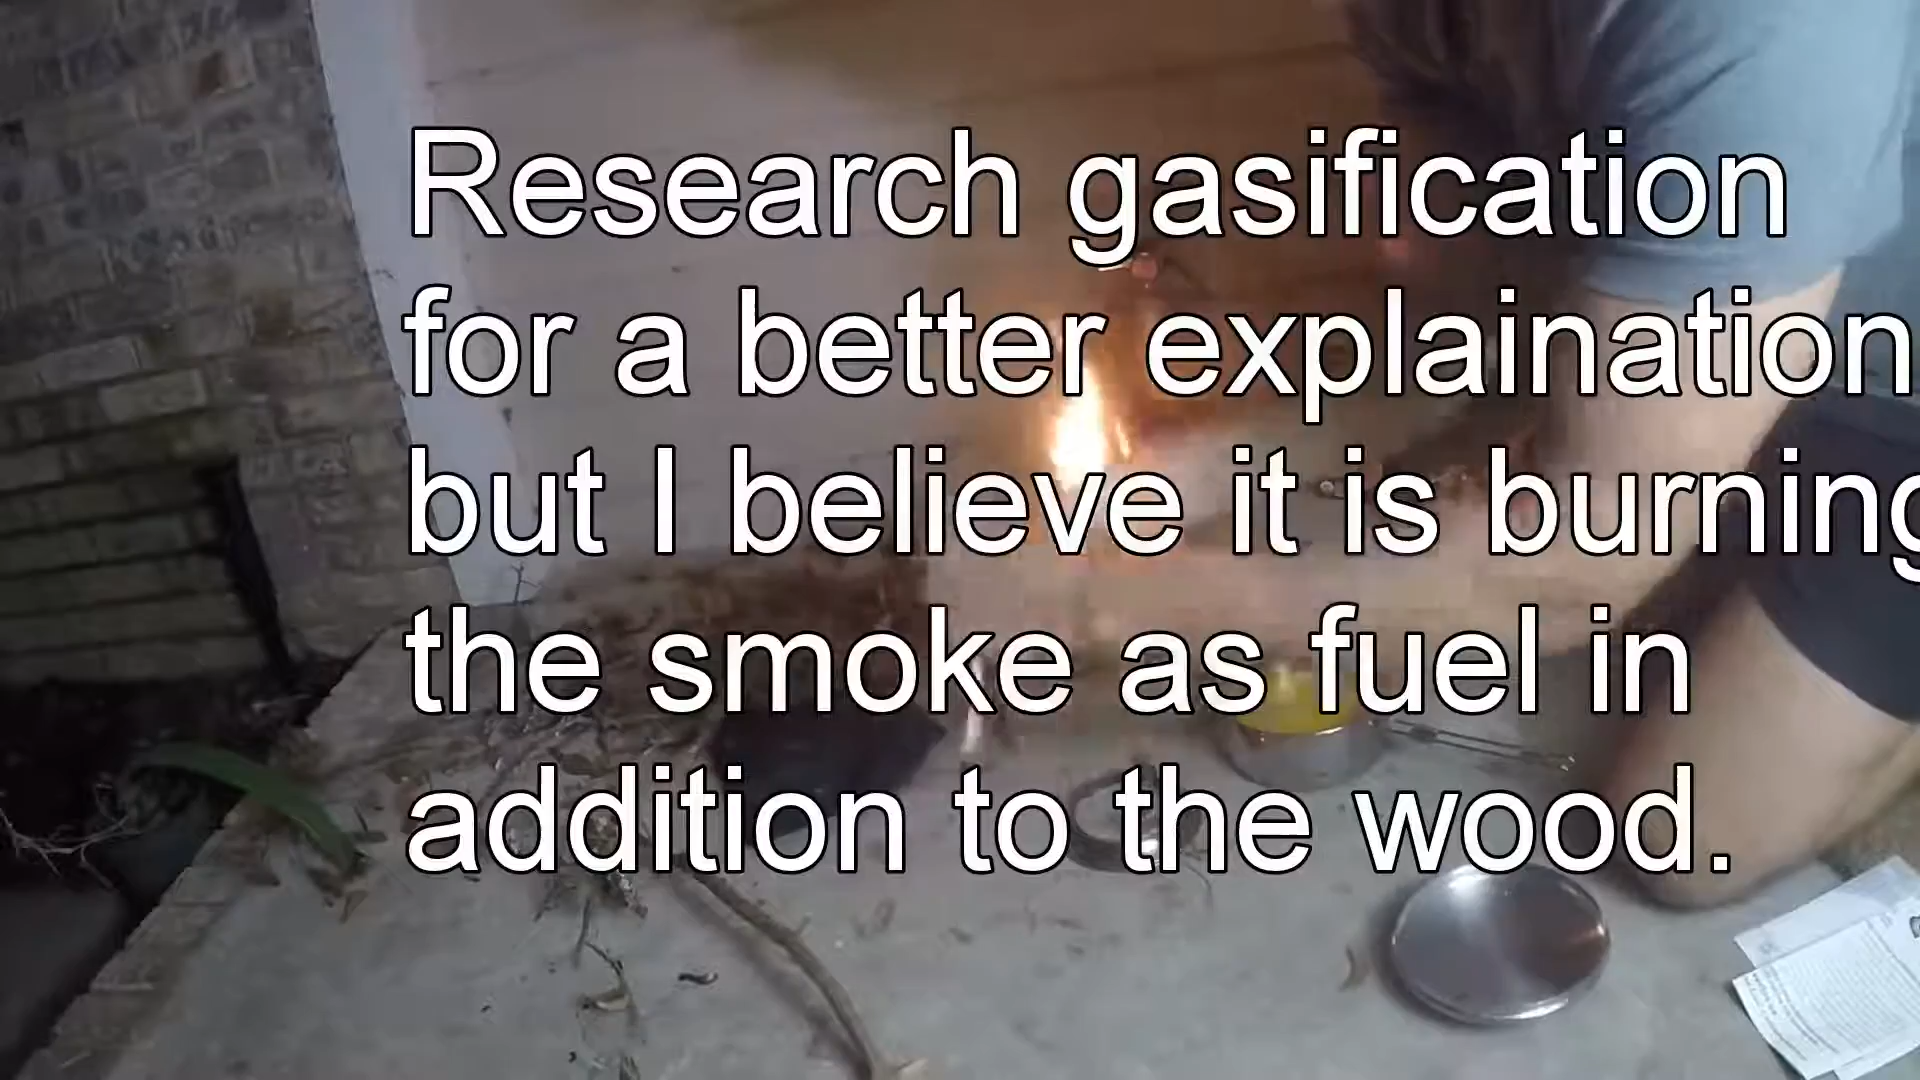 Research gasification
for a better explaination
but I believe it is burning
the smoke as fuel in
addition to the wood.